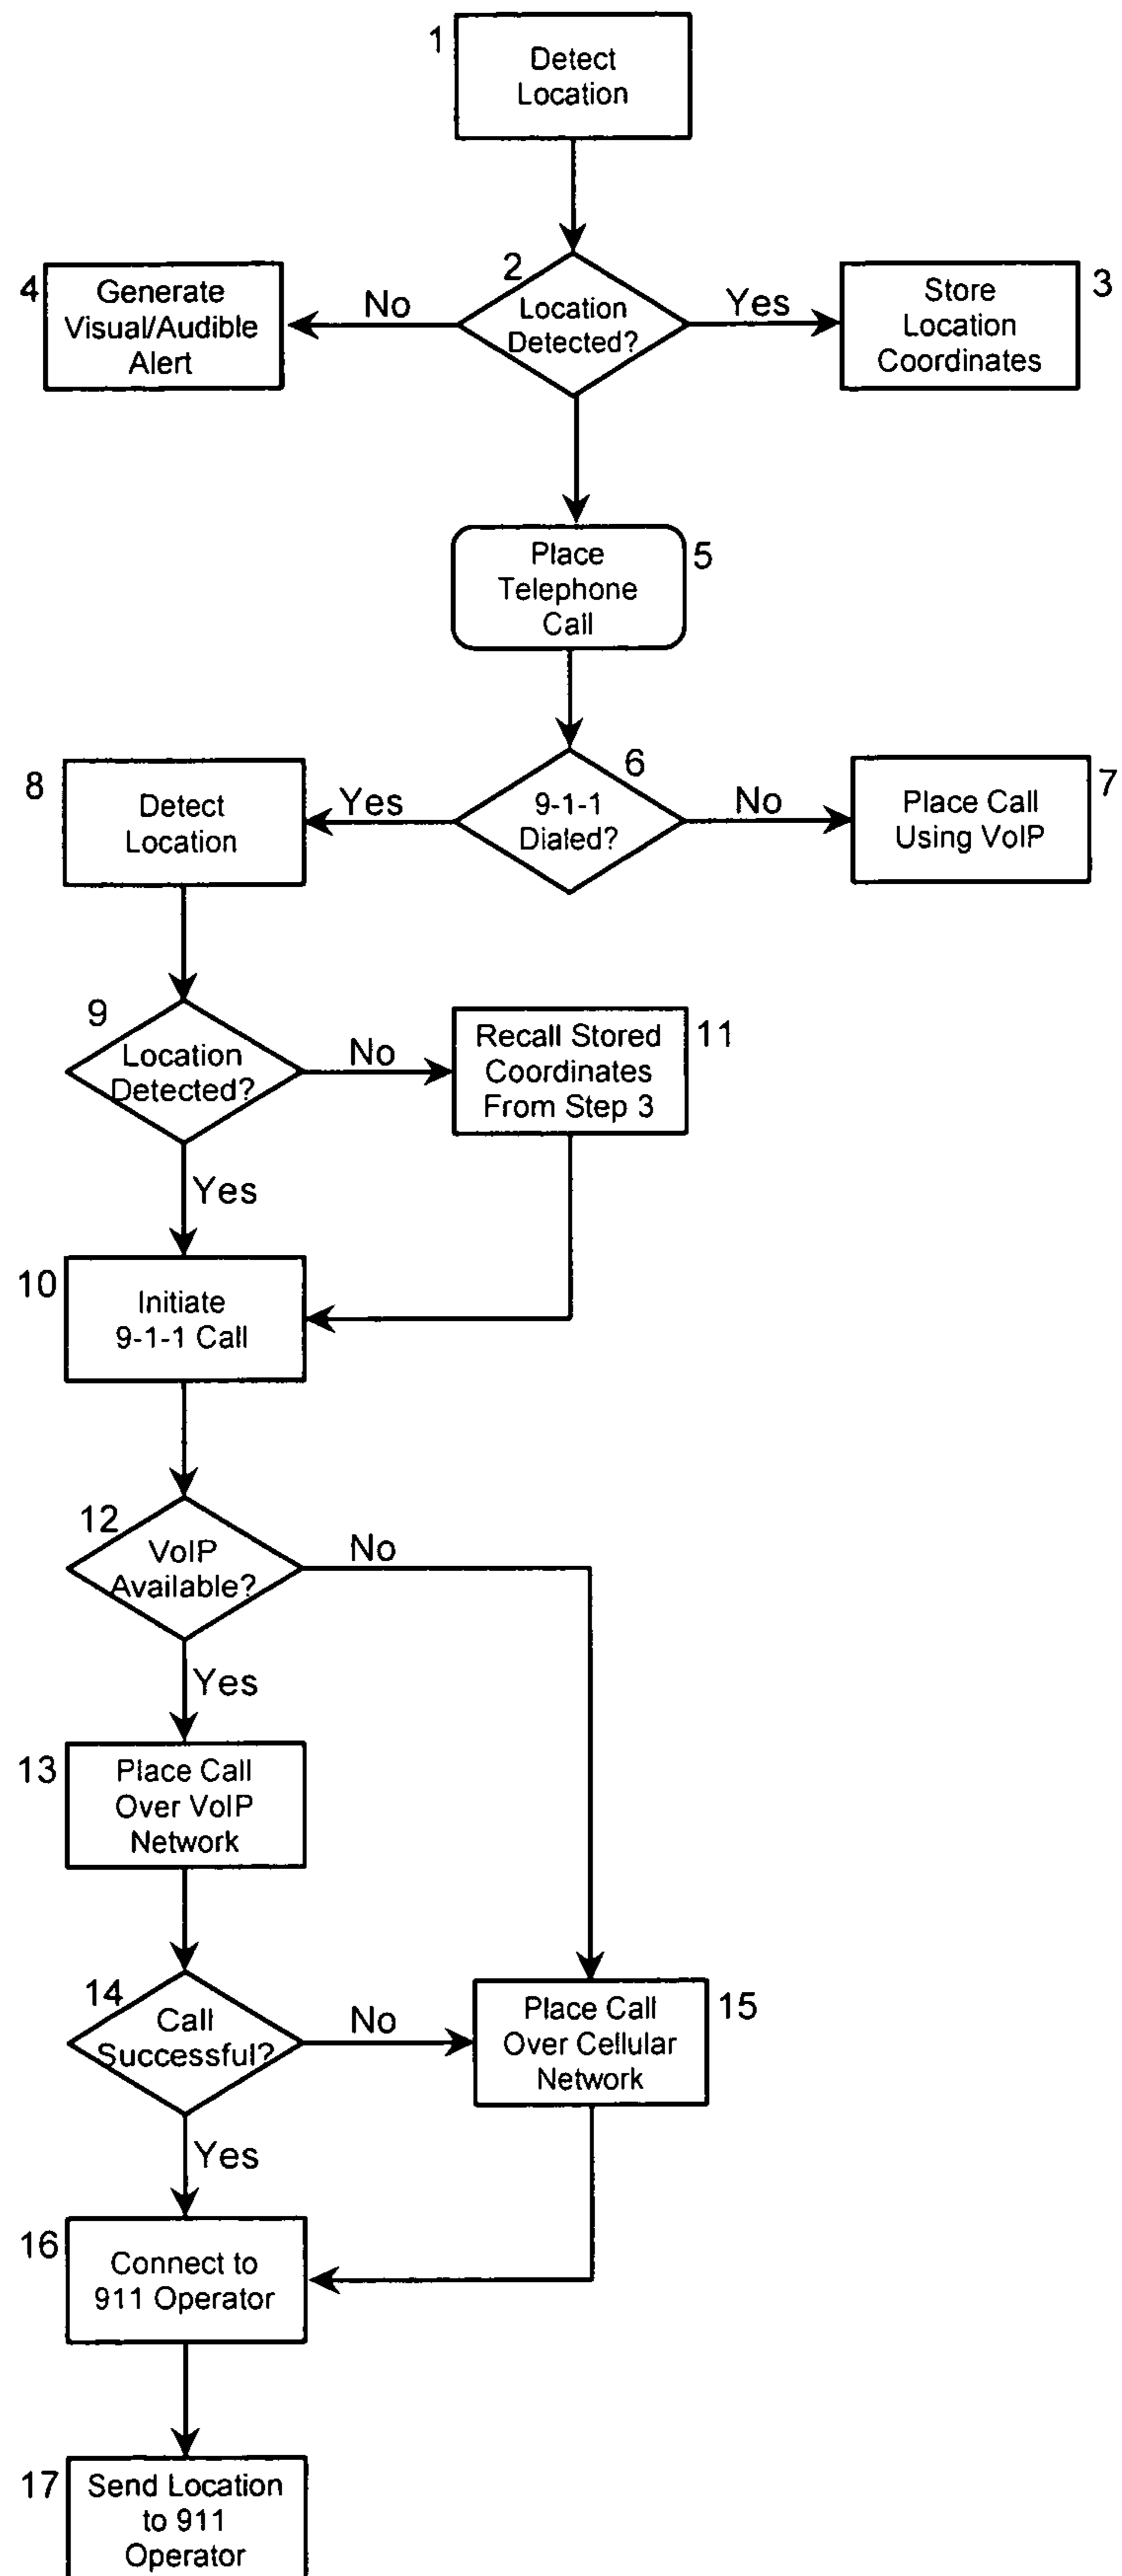 1
Detect
Location
2
Location
Detected?
No
Yes
4
Generate
Visual/Audible
Alert
3
Store
Location
Coordinates
5
Place
Telephone
Call
6
9-1-1
Dialed?
Yes
No
8
Detect
Location
7
Place Call
Using VoIP
9
Location
Detected?
No
11
Recall Stored
Coordinates
From Step 3
Yes
10
Initiate
9-1-1 Call
12
VoIP
Available?
No
Yes
13
Place Call
Over VoIP
Network
14
Call
Successful?
No
15
Place Call
Over Cellular
Network
Yes
16
Connect to
911 Operator
17
Send Location
to 911
Operator